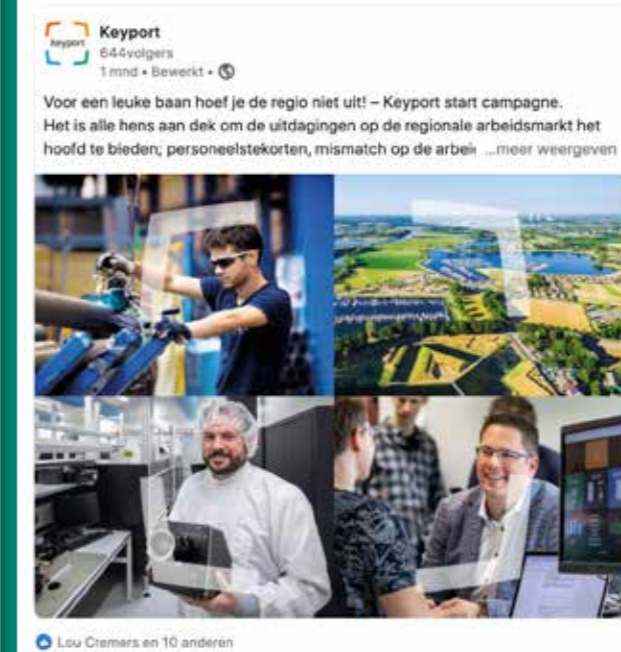 Keyport
keyport
644volgers
1 mnd • Bewerkt •
Voor een leuke baan hoef je de regio niet uit! – Keyport start campagne.
Het is alle hens aan dek om de uitdagingen op de regionale arbeidsmarkt het
hoofd te bieden; personeelstekorten, mismatch op de arbei ...meer weergeven
Lou Cremers en 10 anderen